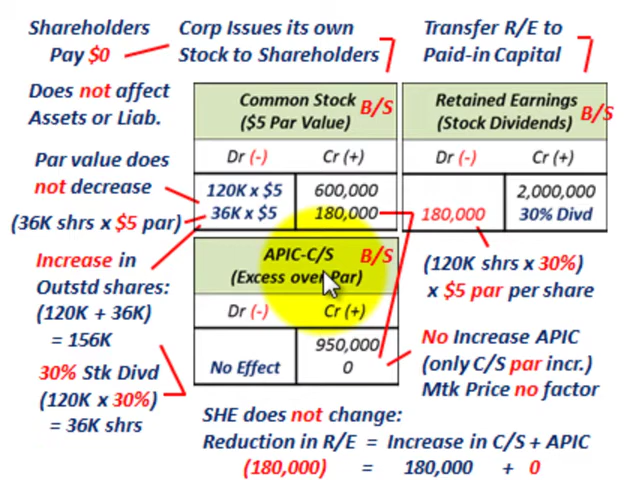 Shareholders
Pay $0
Corp Issues its own
Stock to Shareholders
Transfer R/E to
Paid-in Capital
Does not affect
Assets or Liab.
Par value does
not decrease
(36K shrs x $5 par)
Increase in
Outstd shares:
(120K + 36K)
= 156K
30% Stk Divd
(120K x 30%)
= 36K shrs
Common Stock B/S
($5 Par Value)
Dr (-) Cr (+)
120K x $5 600,000
36K x $5 180,000
Retained Earnings B/S
(Stock Dividends)
Dr (-) Cr (+)
2,000,000
180,000 30% Divd
APIC-C/S B/S
(Excess over Par)
Dr (-) Cr (+)
950,000
No Effect 0
(120K shrs x 30%)
x $5 par per share
No Increase APIC
(only C/S par incr.)
Mtk Price no factor
SHE does not change:
Reduction in R/E = Increase in C/S + APIC
(180,000) = 180,000 + 0